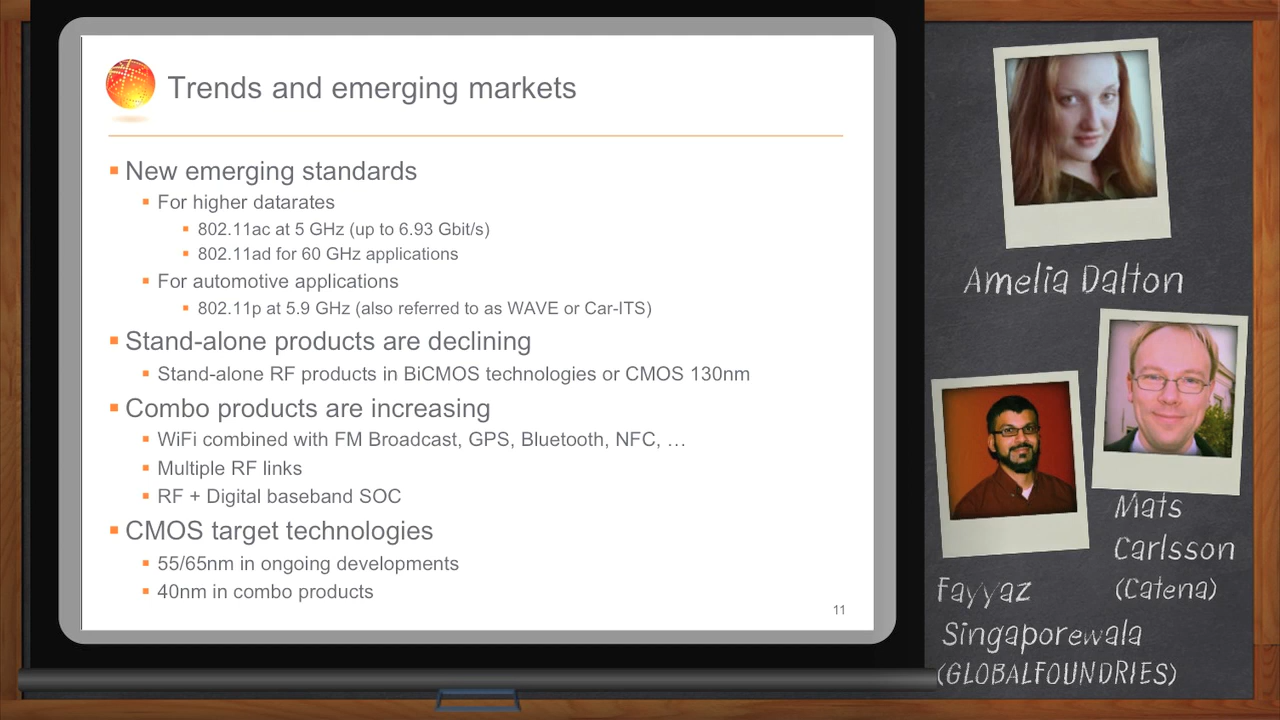 Trends and emerging markets
New emerging standards
For higher datarates
802.11ac at 5 GHz (up to 6.93 Gbit/s)
802.11ad for 60 GHz applications
For automotive applications
802.11p at 5.9 GHz (also referred to as WAVE or Car-ITS)
Stand-alone products are declining
Stand-alone RF products in BiCMOS technologies or CMOS 130nm
Combo products are increasing
WiFi combined with FM Broadcast, GPS, Bluetooth, NFC, …
Multiple RF links
RF + Digital baseband SOC
CMOS target technologies
55/65nm in ongoing developments
40nm in combo products
11
Amelia Dalton
Mats
Carlsson
(Catena)
Fayyaz
Singaporewala
(GLOBALFOUNDRIES)